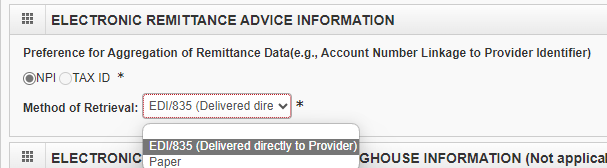 ELECTRONIC REMITTANCE ADVICE INFORMATION
Preference for Aggregation of Remittance Data(e.g., Account Number Linkage to Provider Identifier)
NPI TAX ID *
Method of Retrieval: EDI/835 (Delivered dire *
EDI/835 (Delivered directly to Provider)
Paper
ELECTRONIC GHOUSE INFORMATION (Not applica